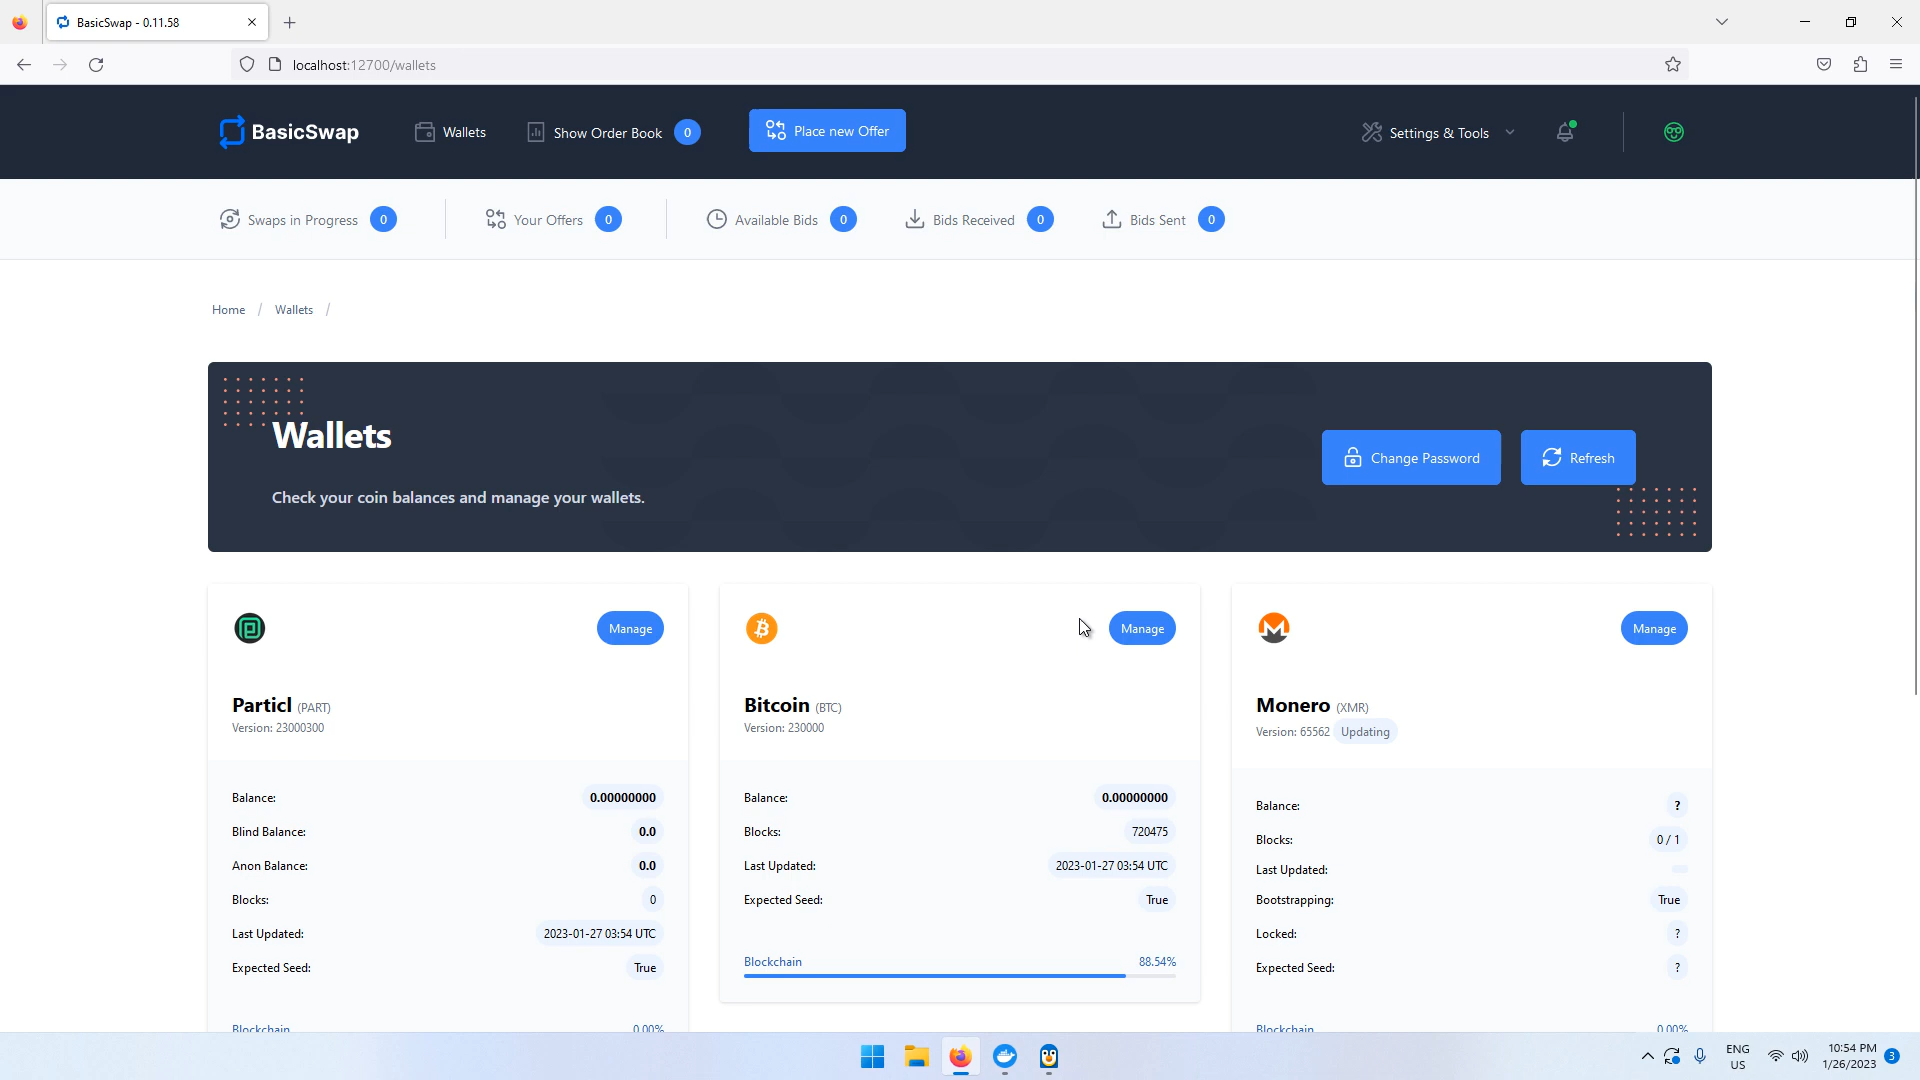 BasicSwap - 0.11.58
localhost:12700/wallets
BasicSwap
Wallets
Show Order Book 0
Place new Offer
Settings & Tools
Swaps in Progress 0
Your Offers 0
Available Bids 0
Bids Received 0
Bids Sent 0
Home / Wallets /
Wallets
Check your coin balances and manage your wallets.
Change Password
Refresh
Manage
Particl (PART)
Version: 23000300
Balance: 0.00000000
Blind Balance: 0.0
Anon Balance: 0.0
Blocks: 0
Last Updated: 2023-01-27 03:54 UTC
Expected Seed: True
Blockchain 0.00%
Manage
Bitcoin (BTC)
Version: 230000
Balance: 0.00000000
Blocks: 720475
Last Updated: 2023-01-27 03:54 UTC
Expected Seed: True
Blockchain 88.54%
Manage
Monero (XMR)
Version: 65562 Updating
Balance: ?
Blocks: 0 / 1
Last Updated:
Bootstrapping: True
Locked: ?
Expected Seed: ?
Blockchain 0.00%
ENG
US
10:54 PM
1/26/2023
3